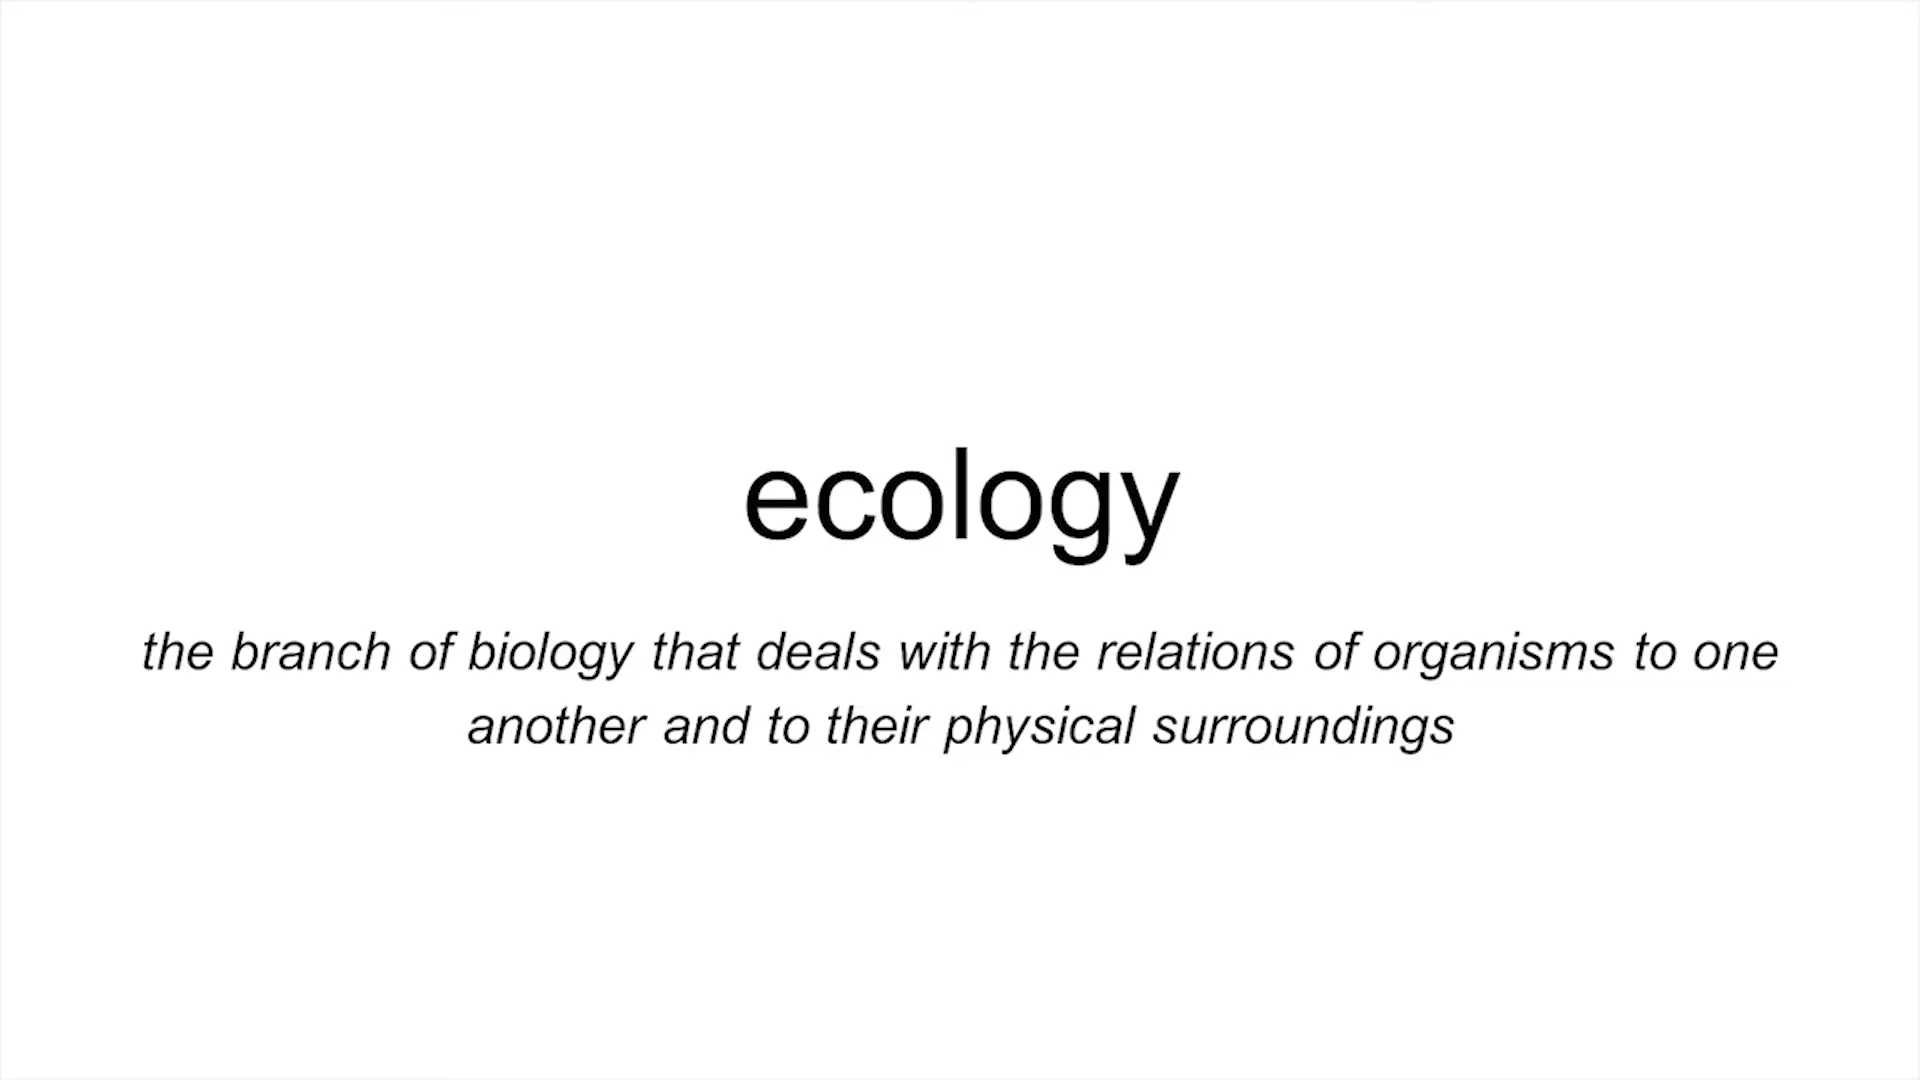 ecology
the branch of biology that deals with the relations of organisms to one
another and to their physical surroundings